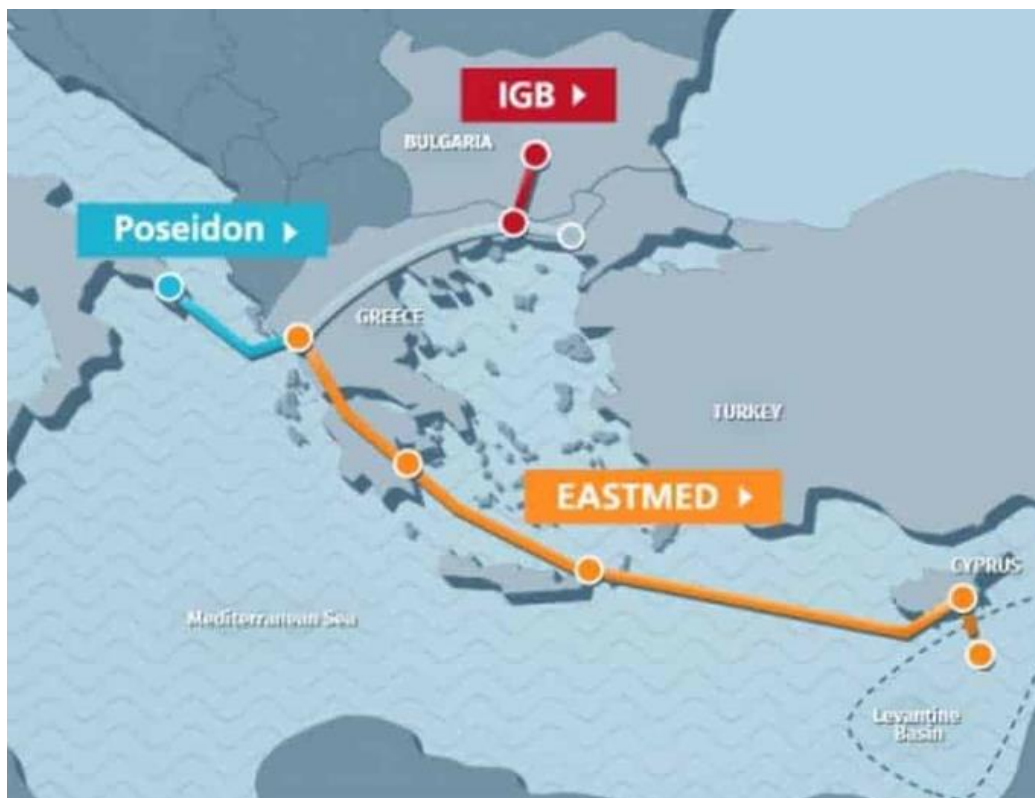 IGB
BULGARIA
Poseidon
GREECE
TURKEY
EASTMED
CYPRUS
Mediterranean Sea
Levantine
Basin